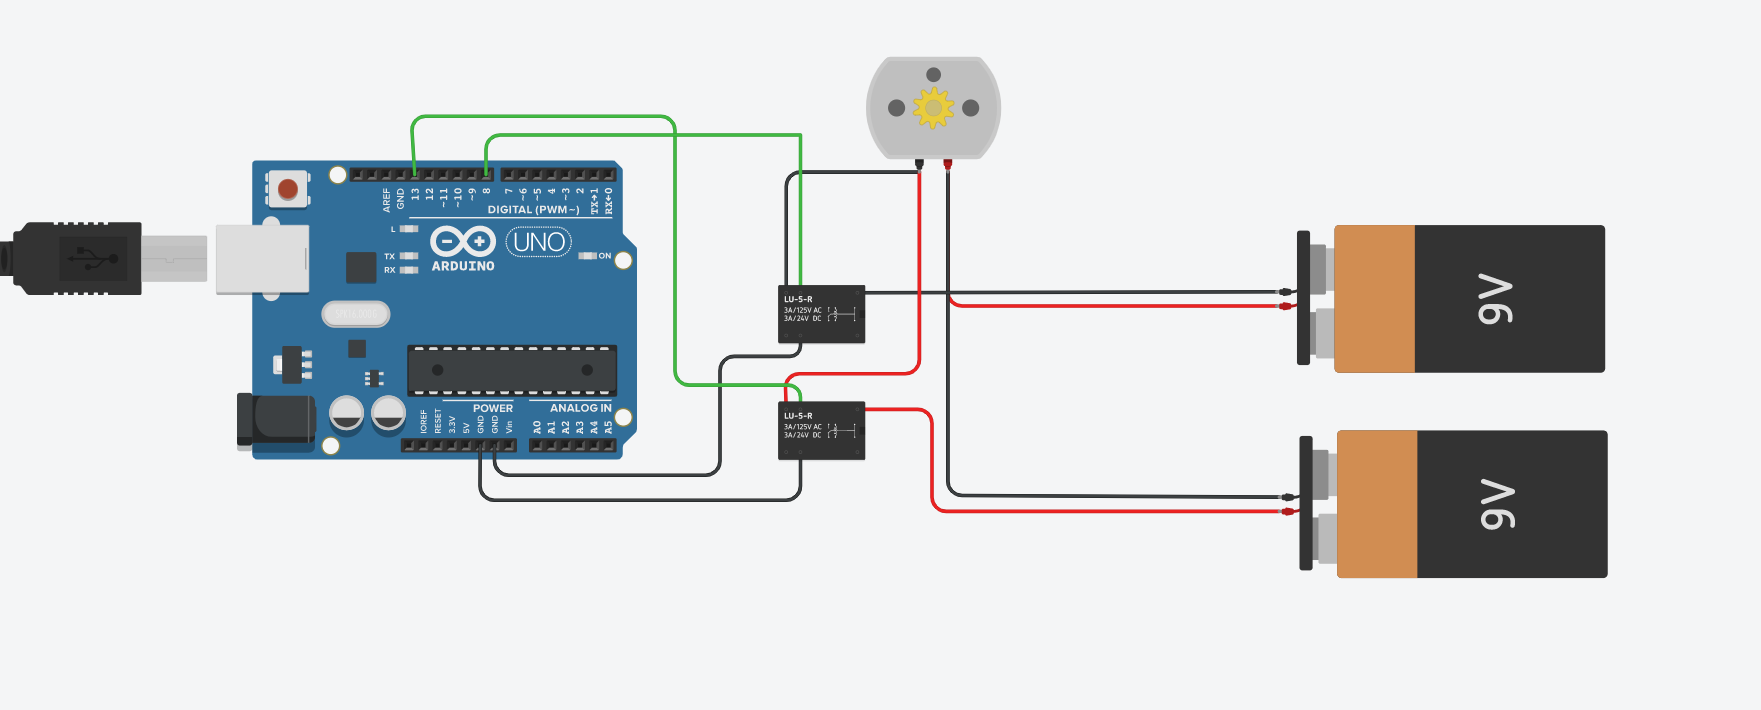 AREF
GND
13
12
~11
~10
~9
8
7
~6
~5
4
~3
2
TX→1
RX←0
DIGITAL (PWM~)
L
TX
RX
ARDUINO
UNO
ON
IOREF
RESET
3.3V
5V
GND
GND
Vin
POWER
ANALOG IN
A0
A1
A2
A3
A4
A5
LU-5-R
3A/125V AC
3A/24V DC
LU-5-R
3A/125V AC
3A/24V DC
9V
9V